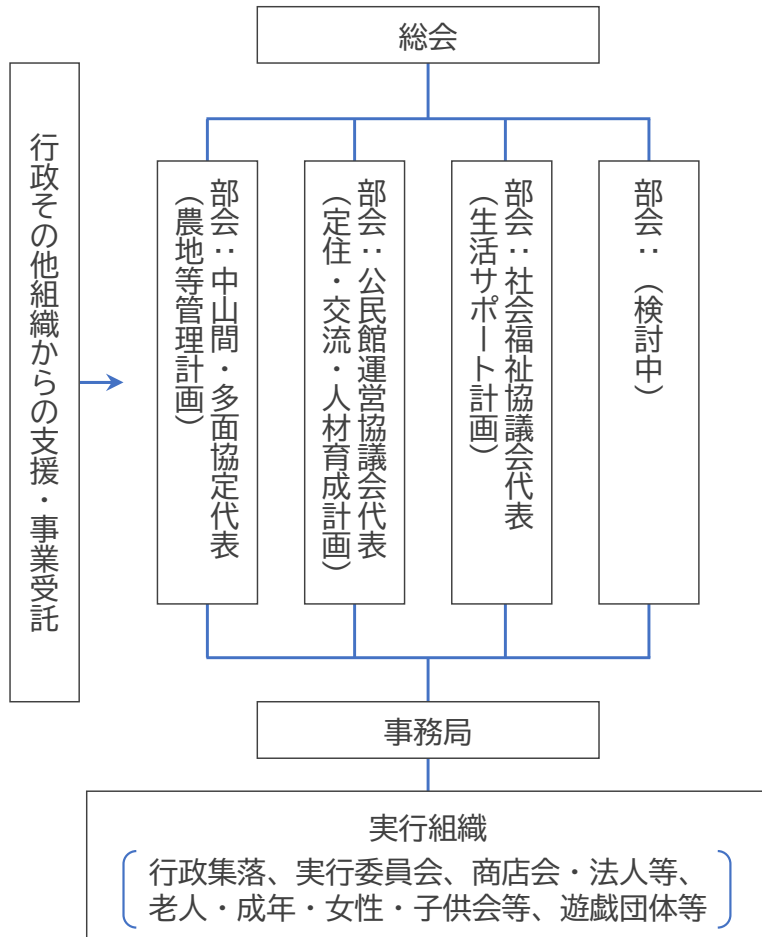 総会
行政その他組織からの支援・事業受託
部会：中山間・多面協定代表
（農地等管理計画）
部会：公民館運営協議会代表
（定住・交流・人材育成計画）
部会：社会福祉協議会代表
（生活サポート計画）
部会：（検討中）
事務局
実行組織
行政集落、実行委員会、商店会・法人等、
老人・成年・女性・子供会等、遊戯団体等